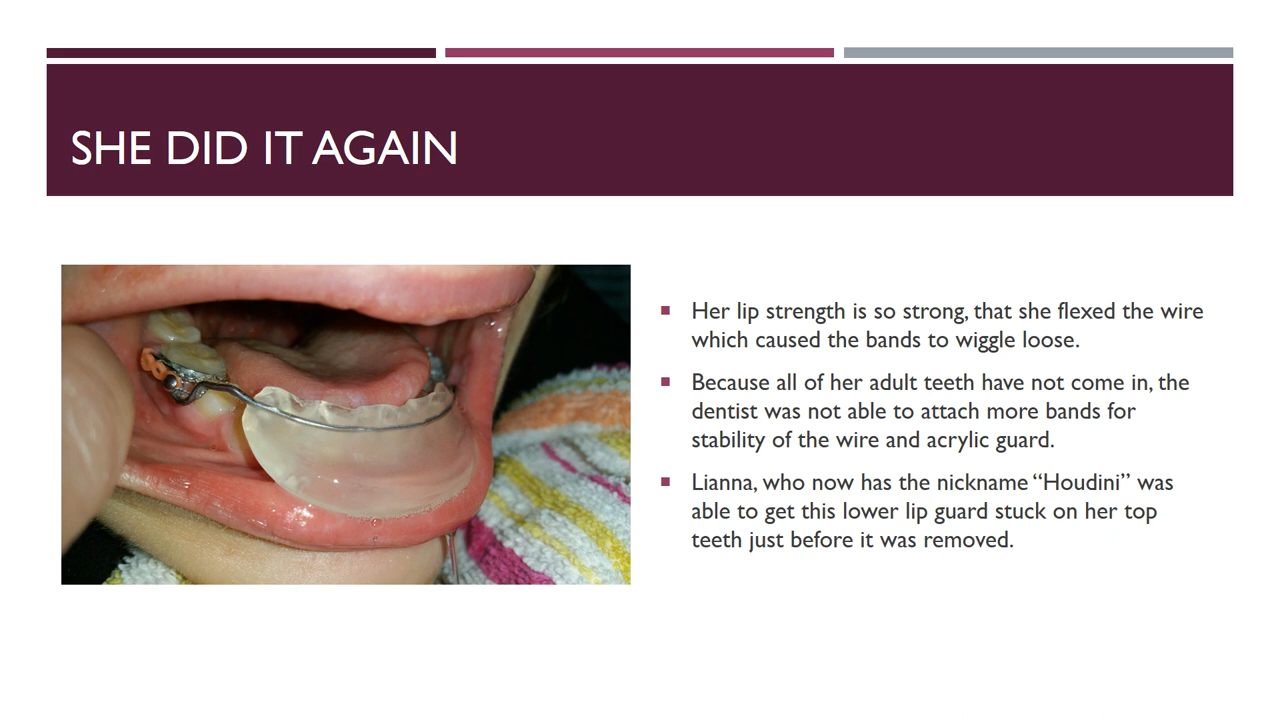 SHE DID IT AGAIN
Her lip strength is so strong, that she flexed the wire
which caused the bands to wiggle loose.
Because all of her adult teeth have not come in, the
dentist was not able to attach more bands for
stability of the wire and acrylic guard.
Lianna, who now has the nickname “Houdini” was
able to get this lower lip guard stuck on her top
teeth just before it was removed.